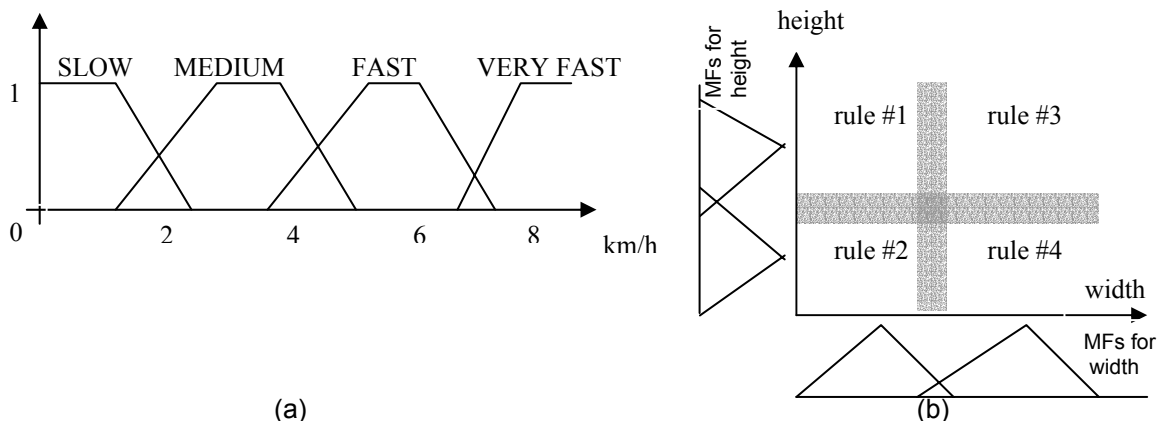 SLOW MEDIUM FAST VERY FAST
1
0 2 4 6 8 km/h
(a)
height
MFs for
height
rule #1 rule #3
rule #2 rule #4
width
MFs for
width
(b)